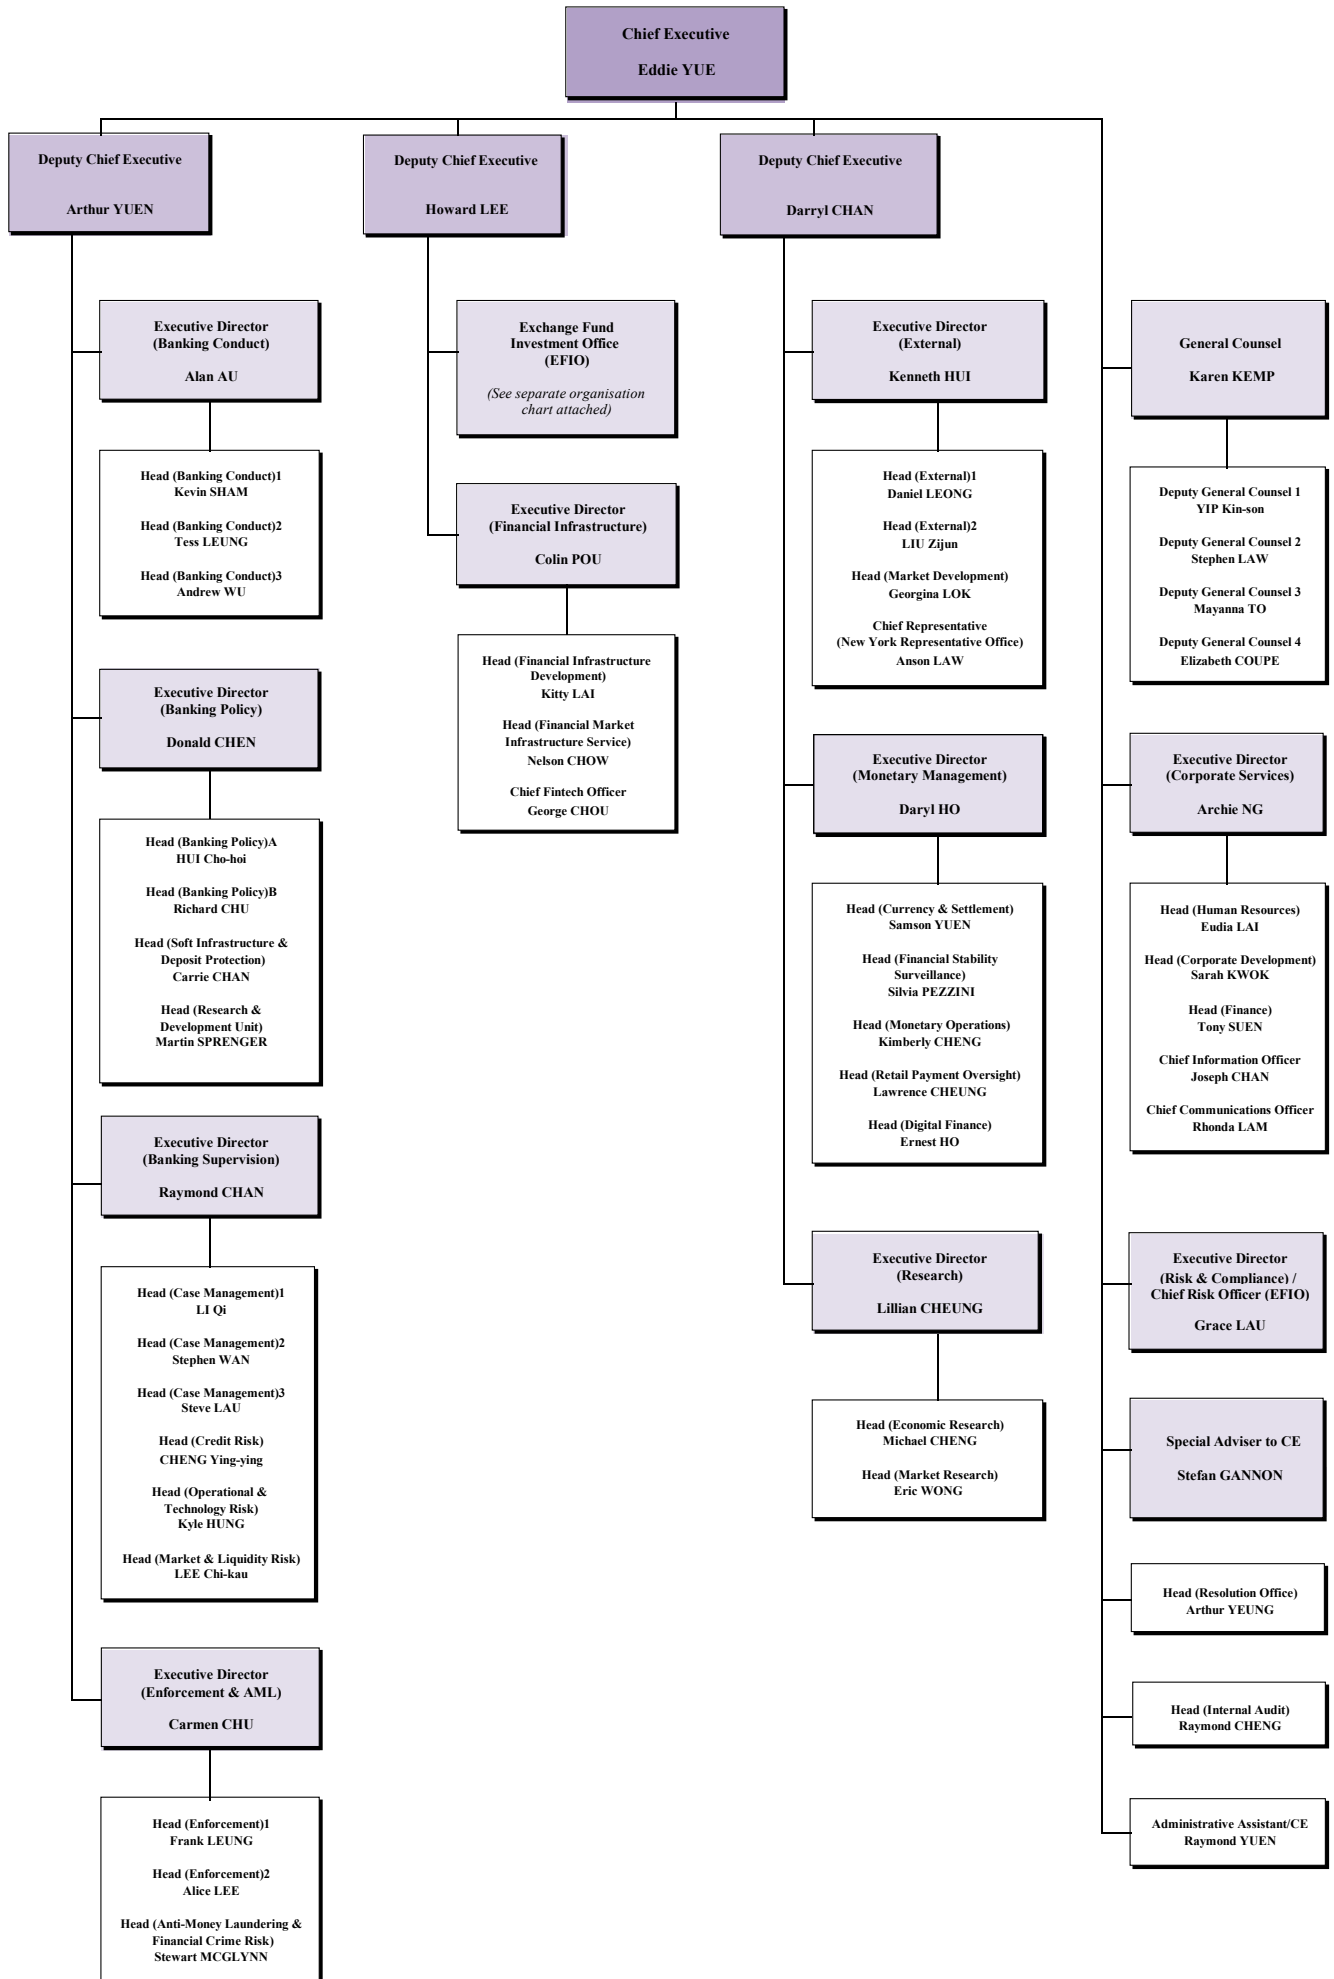 Chief Executive
Eddie YUE
Deputy Chief Executive
Arthur YUEN
Deputy Chief Executive
Howard LEE
Deputy Chief Executive
Darryl CHAN
Executive Director
(Banking Conduct)
Alan AU
Head (Banking Conduct)1
Kevin SHAM
Head (Banking Conduct)2
Tess LEUNG
Head (Banking Conduct)3
Andrew WU
Executive Director
(Banking Policy)
Donald CHEN
Head (Banking Policy)A
HUI Cho-hoi
Head (Banking Policy)B
Richard CHU
Head (Soft Infrastructure &
Deposit Protection)
Carrie CHAN
Head (Research &
Development Unit)
Martin SPRENGER
Executive Director
(Banking Supervision)
Raymond CHAN
Head (Case Management)1
LI Qi
Head (Case Management)2
Stephen WAN
Head (Case Management)3
Steve LAU
Head (Credit Risk)
CHENG Ying-ying
Head (Operational &
Technology Risk)
Kyle HUNG
Head (Market & Liquidity Risk)
LEE Chi-kau
Executive Director
(Enforcement & AML)
Carmen CHU
Head (Enforcement)1
Frank LEUNG
Head (Enforcement)2
Alice LEE
Head (Anti-Money Laundering &
Financial Crime Risk)
Stewart MCGLYNN
Exchange Fund
Investment Office
(EFIO)
(See separate organisation
chart attached)
Executive Director
(Financial Infrastructure)
Colin POU
Head (Financial Infrastructure
Development)
Kitty LAI
Head (Financial Market
Infrastructure Service)
Nelson CHOW
Chief Fintech Officer
George CHOU
Executive Director
(External)
Kenneth HUI
Head (External)1
Daniel LEONG
Head (External)2
LIU Zijun
Head (Market Development)
Georgina LOK
Chief Representative
(New York Representative Office)
Anson LAW
Executive Director
(Monetary Management)
Daryl HO
Head (Currency & Settlement)
Samson YUEN
Head (Financial Stability
Surveillance)
Silvia PEZZINI
Head (Monetary Operations)
Kimberly CHENG
Head (Retail Payment Oversight)
Lawrence CHEUNG
Head (Digital Finance)
Ernest HO
Executive Director
(Research)
Lillian CHEUNG
Head (Economic Research)
Michael CHENG
Head (Market Research)
Eric WONG
General Counsel
Karen KEMP
Deputy General Counsel 1
YIP Kin-son
Deputy General Counsel 2
Stephen LAW
Deputy General Counsel 3
Mayanna TO
Deputy General Counsel 4
Elizabeth COUPE
Executive Director
(Corporate Services)
Archie NG
Head (Human Resources)
Eudia LAI
Head (Corporate Development)
Sarah KWOK
Head (Finance)
Tony SUEN
Chief Information Officer
Joseph CHAN
Chief Communications Officer
Rhonda LAM
Executive Director
(Risk & Compliance) /
Chief Risk Officer (EFIO)
Grace LAU
Special Adviser to CE
Stefan GANNON
Head (Resolution Office)
Arthur YEUNG
Head (Internal Audit)
Raymond CHENG
Administrative Assistant/CE
Raymond YUEN